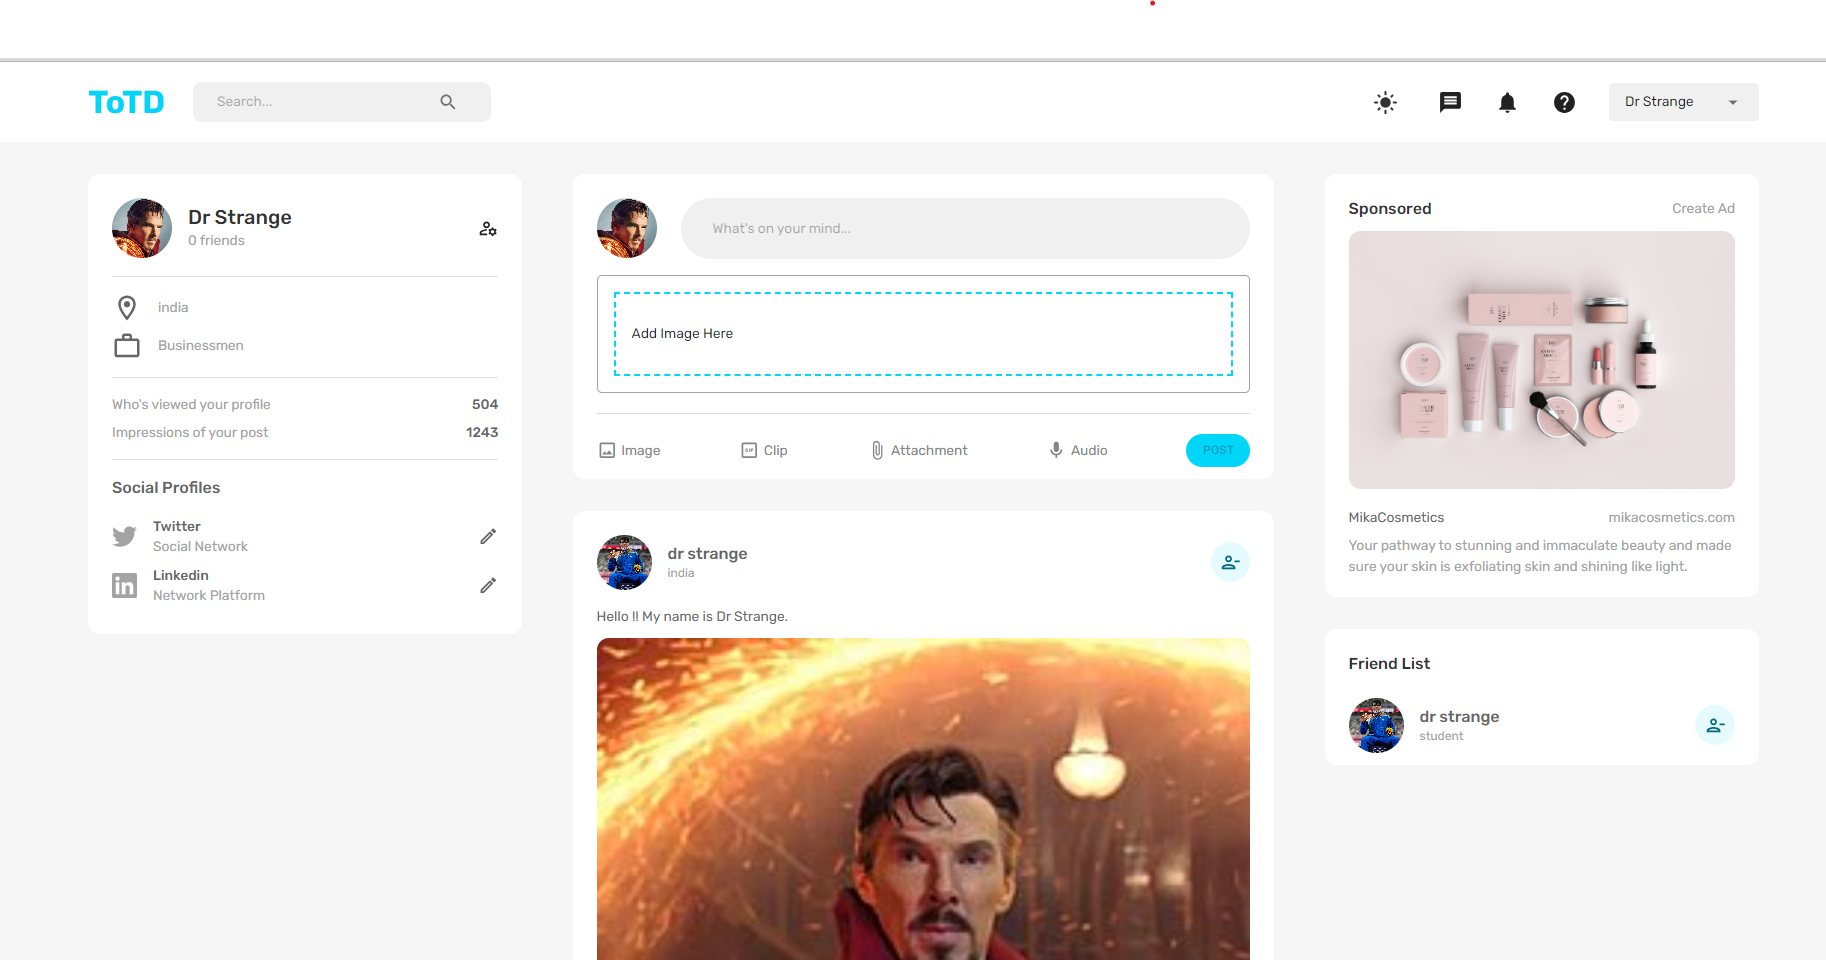 ToTD
Search...
Dr Strange
Dr Strange
0 friends
india
Businessmen
Who's viewed your profile 504
Impressions of your post 1243
Social Profiles
Twitter
Social Network
Linkedin
Network Platform
What's on your mind...
Add Image Here
Image
GIF Clip
Attachment
Audio
POST
dr strange
india
Hello !! My name is Dr Strange.
Sponsored Create Ad
MikaCosmetics mikacosmetics.com
Your pathway to stunning and immaculate beauty and made
sure your skin is exfoliating skin and shining like light.
Friend List
dr strange
student